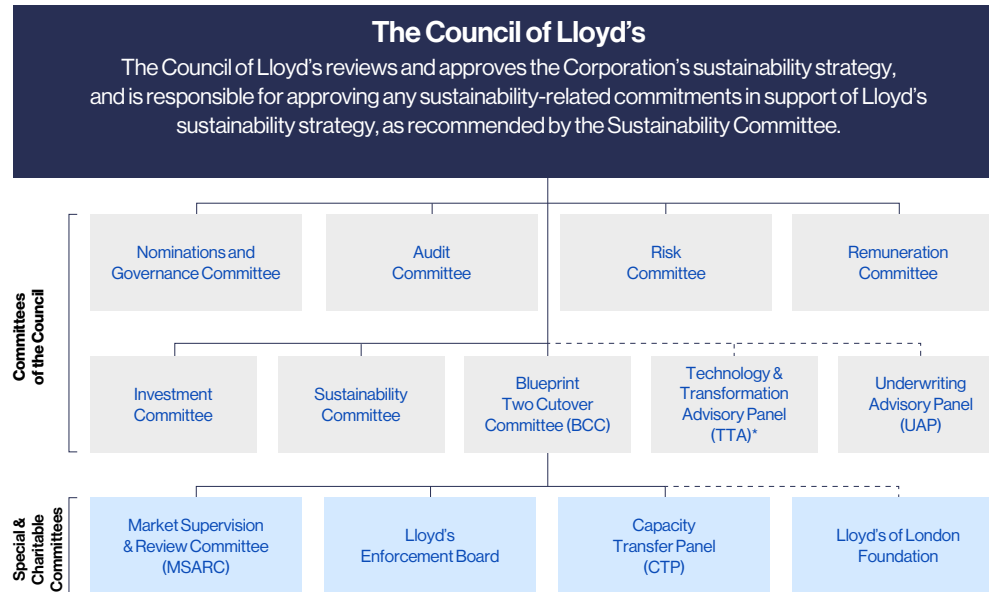 The Council of Lloyd’s
The Council of Lloyd’s reviews and approves the Corporation’s sustainability strategy,
and is responsible for approving any sustainability-related commitments in support of Lloyd’s
sustainability strategy, as recommended by the Sustainability Committee.
Committees
of the Council
Nominations and
Governance Committee
Audit
Committee
Risk
Committee
Remuneration
Committee
Investment
Committee
Sustainability
Committee
Blueprint
Two Cutover
Committee (BCC)
Technology &
Transformation
Advisory Panel
(TTA)*
Underwriting
Advisory Panel
(UAP)
Special &
Charitable
Committees
Market Supervision
& Review Committee
(MSARC)
Lloyd’s
Enforcement Board
Capacity
Transfer Panel
(CTP)
Lloyd’s of London
Foundation